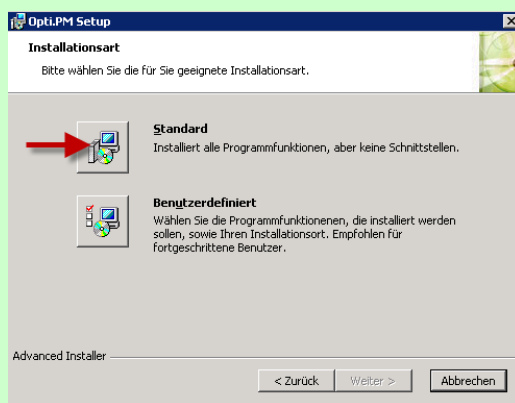 Opti.PM Setup
Installationsart
Bitte wählen Sie die für Sie geeignete Installationsart.
Standard
Installiert alle Programmfunktionen, aber keine Schnittstellen.
Benutzerdefiniert
Wählen Sie die Programmfunktionenen, die installiert werden
sollen, sowie Ihren Installationsort. Empfohlen für
fortgeschrittene Benutzer.
Advanced Installer
< Zurück Weiter > Abbrechen